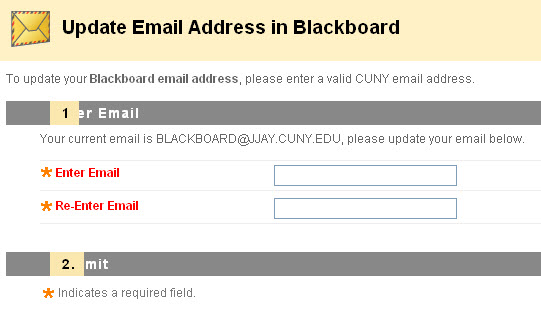 Update Email Address in Blackboard
To update your Blackboard email address, please enter a valid CUNY email address.
1 er Email
Your current email is BLACKBOARD@JJAY.CUNY.EDU, please update your email below.
* Enter Email
* Re-Enter Email
2. mit
* Indicates a required field.